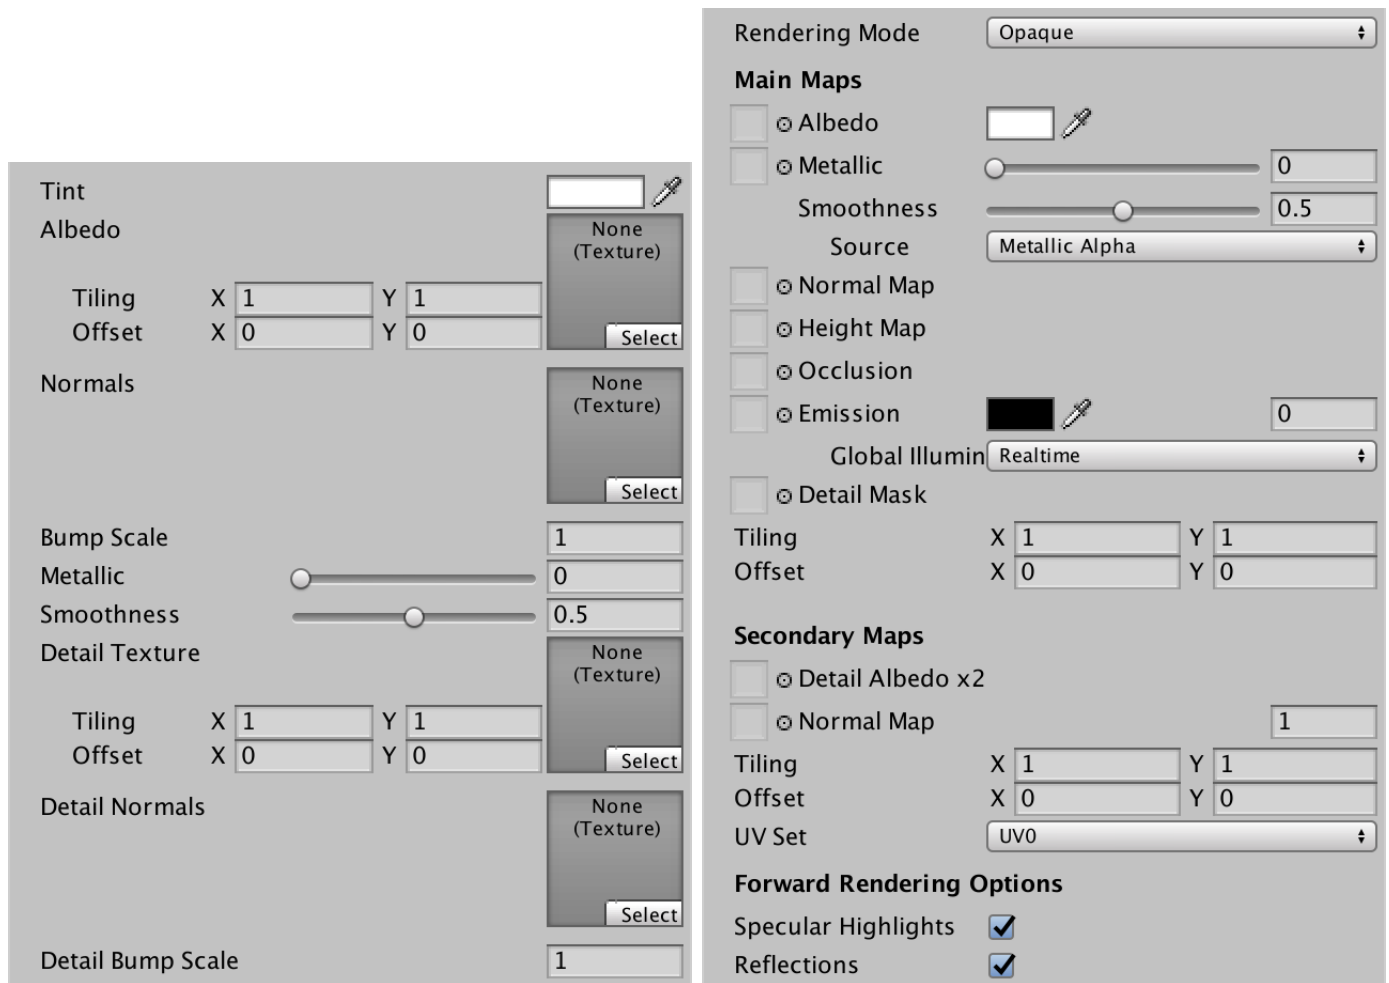 Tint
Albedo
None
(Texture)
Tiling X 1 Y 1
Offset X 0 Y 0
Select
Normals
None
(Texture)
Select
Bump Scale 1
Metallic 0
Smoothness 0.5
Detail Texture
None
(Texture)
Tiling X 1 Y 1
Offset X 0 Y 0
Select
Detail Normals
None
(Texture)
Select
Detail Bump Scale 1
Rendering Mode Opaque
Main Maps
Albedo
Metallic 0
Smoothness 0.5
Source Metallic Alpha
Normal Map
Height Map
Occlusion
Emission 0
Global Illumin Realtime
Detail Mask
Tiling X 1 Y 1
Offset X 0 Y 0
Secondary Maps
Detail Albedo x2
Normal Map 1
Tiling X 1 Y 1
Offset X 0 Y 0
UV Set UV0
Forward Rendering Options
Specular Highlights
Reflections